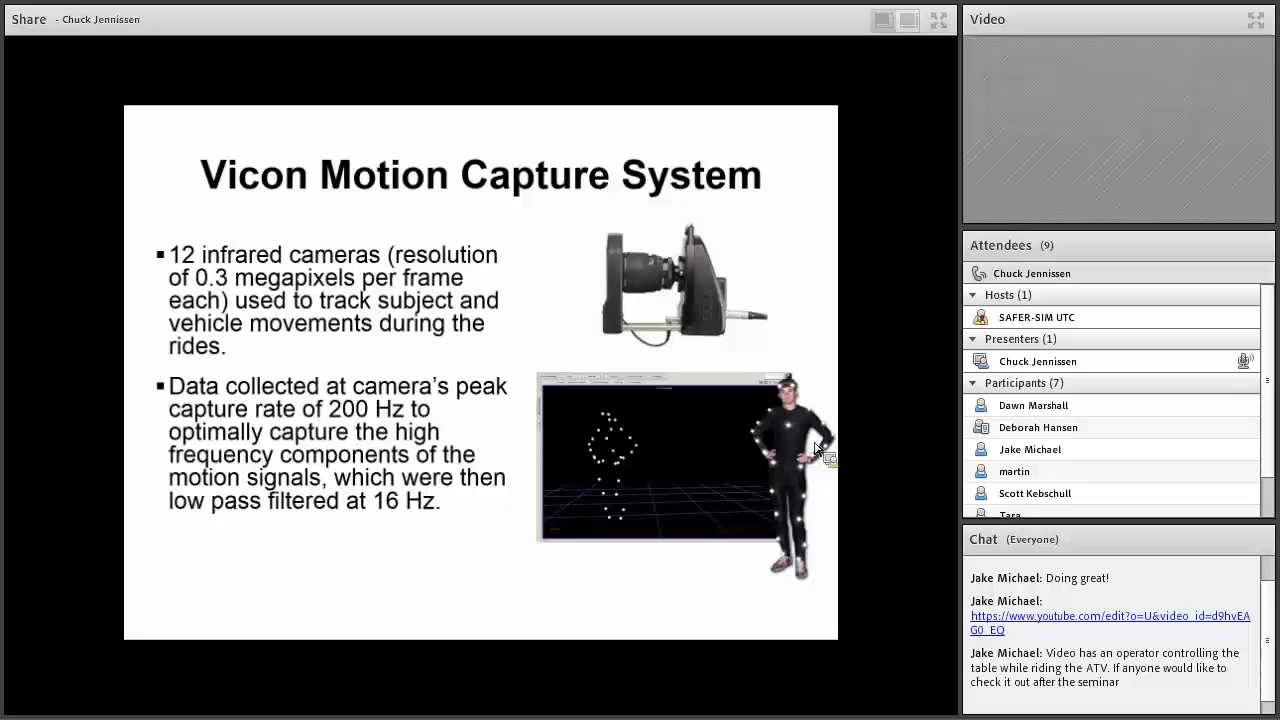 Share - Chuck Jennissen
Vicon Motion Capture System
▪12 infrared cameras (resolution
of 0.3 megapixels per frame
each) used to track subject and
vehicle movements during the
rides.
▪Data collected at camera's peak
capture rate of 200 Hz to
optimally capture the high
frequency components of the
motion signals, which were then
low pass filtered at 16 Hz.
Video
Attendees (9)
Chuck Jennissen
Hosts (1)
SAFER-SIM UTC
Presenters (1)
Chuck Jennissen
Participants (7)
Dawn Marshall
Deborah Hansen
Jake Michael
martin
Scott Kebschull
Tara
Chat (Everyone)
Jake Michael: Doing great!
Jake Michael:
https://www.youtube.com/edit?o=U&video_id=d9hvEA
G0_EQ
Jake Michael: Video has an operator controlling the
table while riding the ATV. If anyone would like to
check it out after the seminar